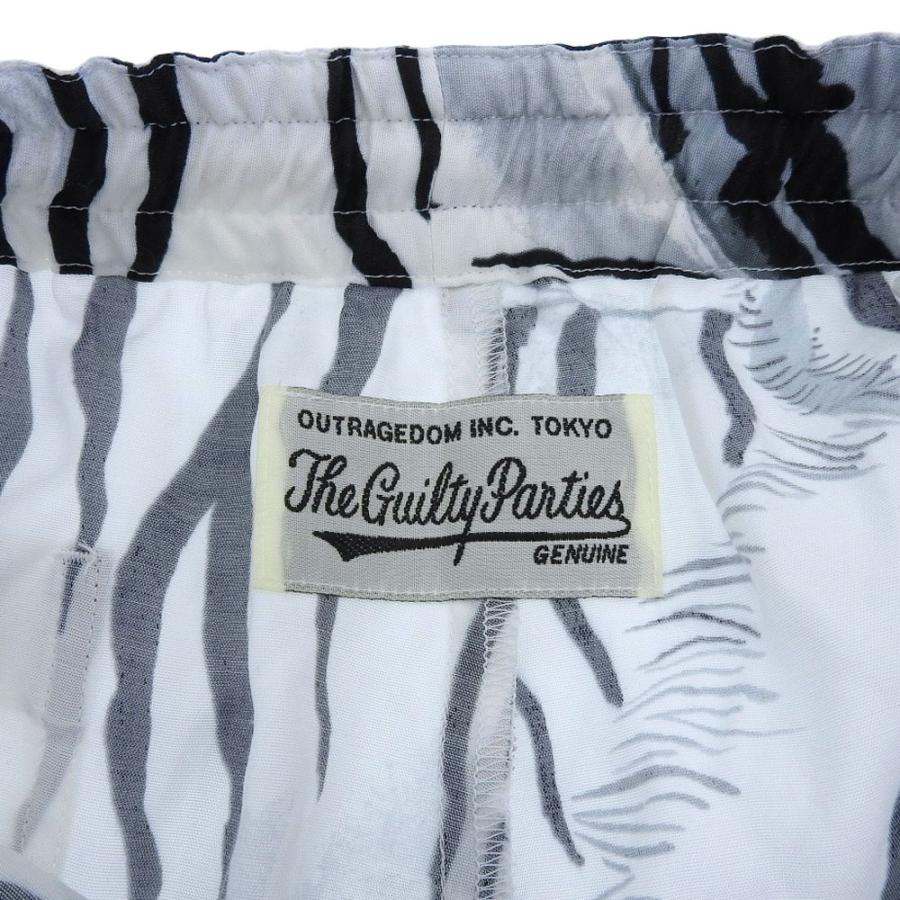 OUTRAGEDOM INC. TOKYO
The Guilty Parties
GENUINE